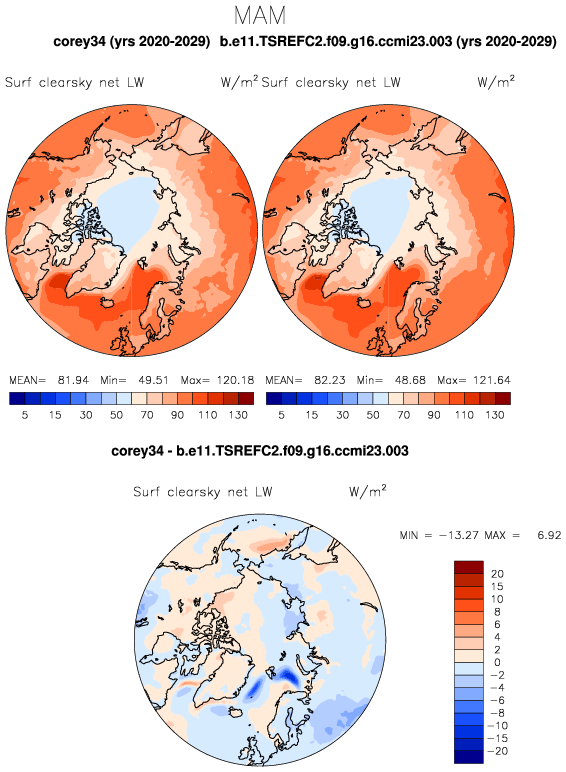 MAM
corey34 (yrs 2020-2029) b.e11.TSREFC2.f09.g16.ccmi23.003 (yrs 2020-2029)
Surf clearsky net LW W/m² Surf clearsky net LW W/m²
MEAN= 81.94 Min= 49.51 Max= 120.18 MEAN= 82.23 Min= 48.68 Max= 121.64
5 15 30 50 70 90 110 130 5 15 30 50 70 90 110 130
corey34 - b.e11.TSREFC2.f09.g16.ccmi23.003
Surf clearsky net LW W/m²
MIN = -13.27 MAX = 6.92
20
15
10
8
6
4
2
0
-2
-4
-6
-8
-10
-15
-20